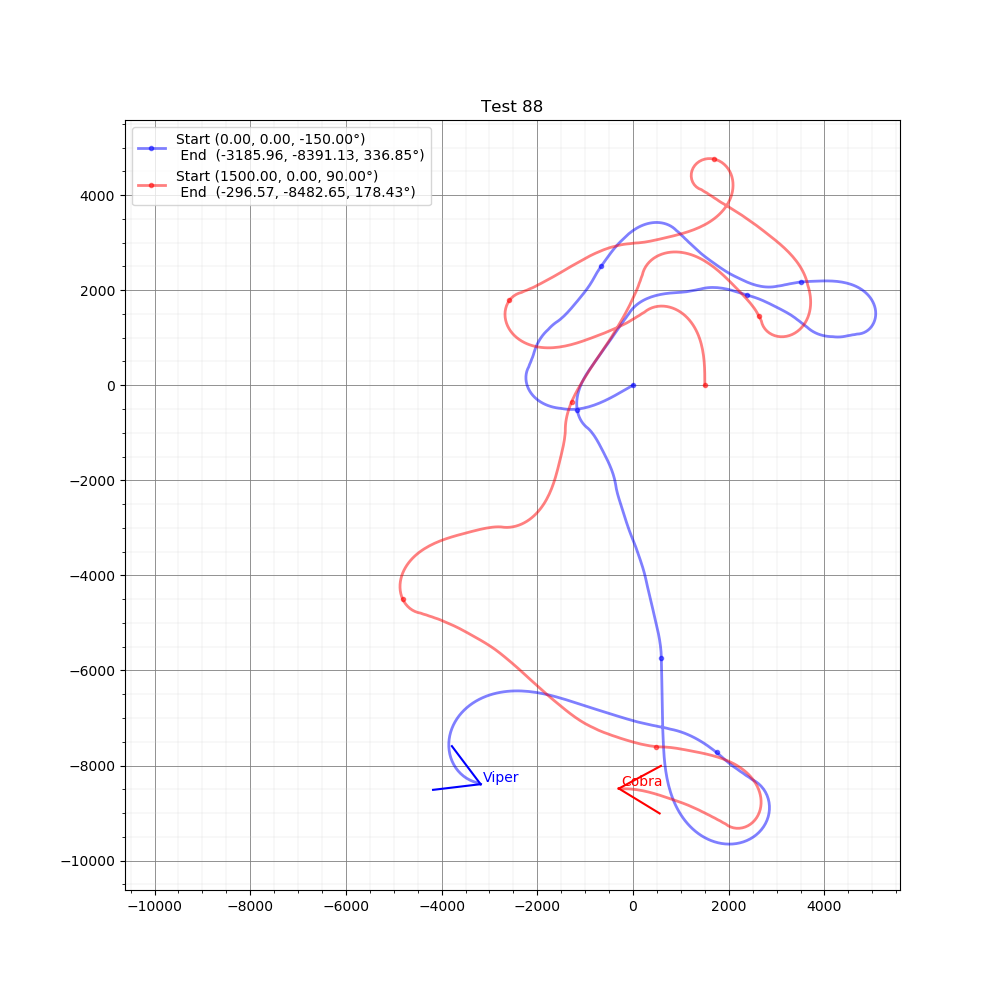 Test 88
Start (0.00, 0.00, -150.00°)
End  (-3185.96, -8391.13, 336.85°)
Start (1500.00, 0.00, 90.00°)
End  (-296.57, -8482.65, 178.43°)
4000
2000
0
−2000
−4000
−6000
−8000
−10000
Viper
Cobra
−10000 −8000 −6000 −4000 −2000 0 2000 4000